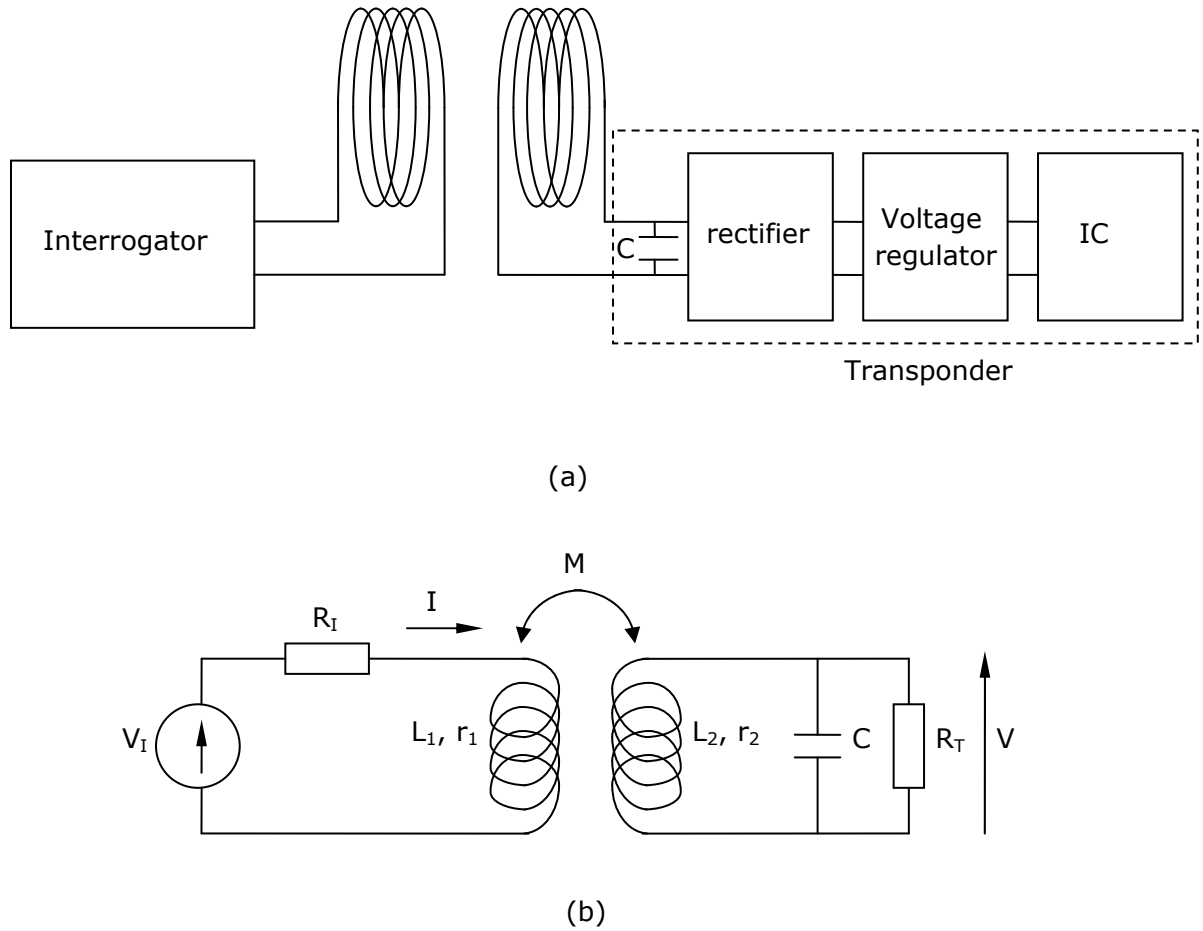 Interrogator
C
rectifier
Voltage
regulator
IC
Transponder
(a)
M
I
R_I
V_I
L_1, r_1
L_2, r_2
C
R_T
V
(b)